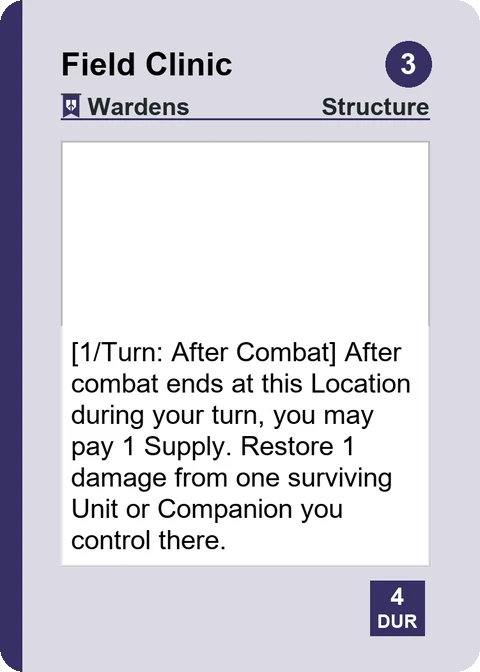 Field Clinic 3
Wardens Structure
[1/Turn: After Combat] After
combat ends at this Location
during your turn, you may
pay 1 Supply. Restore 1
damage from one surviving
Unit or Companion you
control there.
4
DUR